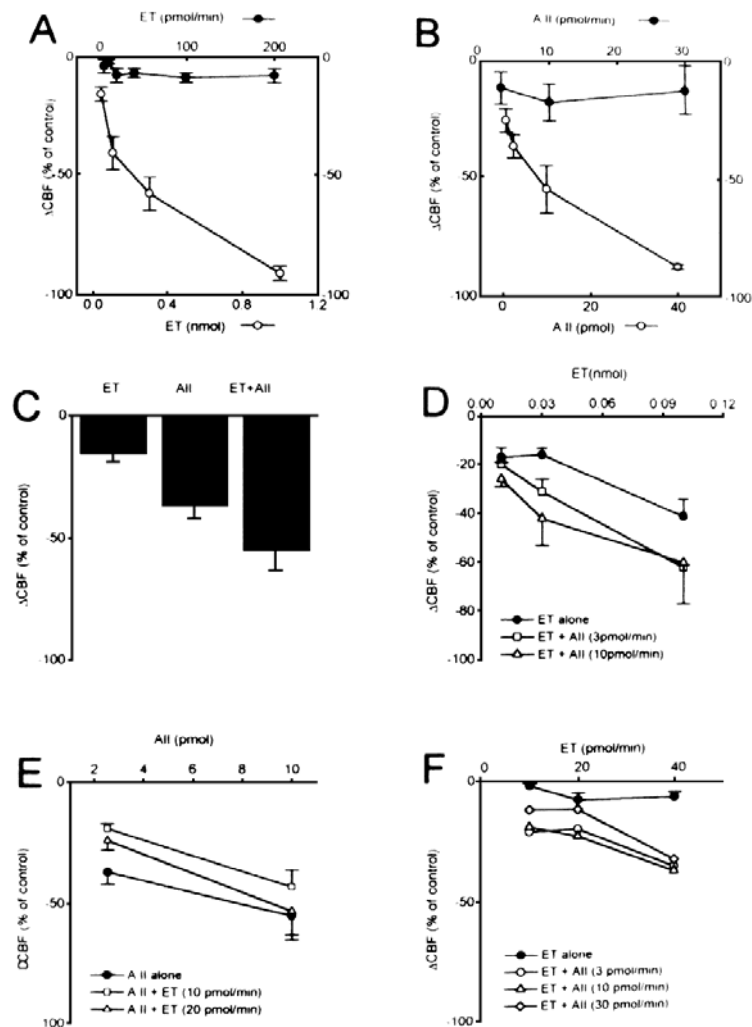 A
ET (pmol/min)
0 100 200
0 0
-50 -50
-100 -100
ΔCBF (% of control)
0.0 0.4 0.8 1.2
ET (nmol)
B
A II (pmol/min)
0 10 20 30
0 0
-50 -50
-100 -100
ΔCBF (% of control)
0 20 40
A II (pmol)
C
ET AII ET+AII
0
-50
-100
ΔCBF (% of control)
D
ET(nmol)
0.00 0.03 0.06 0.09 0.12
0
-20
-40
-60
-80
-100
ΔCBF (% of control)
ET alone
ET + AII (3pmol/min)
ET + AII (10pmol/min)
E
AII (pmol)
2 4 6 8 10
0
-50
-100
DCBF (% of control)
A II alone
A II + ET (10 pmol/min)
A II + ET (20 pmol/min)
F
ET (pmol/min)
0 20 40
0
-50
-100
ΔCBF (% of control)
ET alone
ET + AII (3 pmol/min)
ET + AII (10 pmol/min)
ET + AII (30 pmol/min)